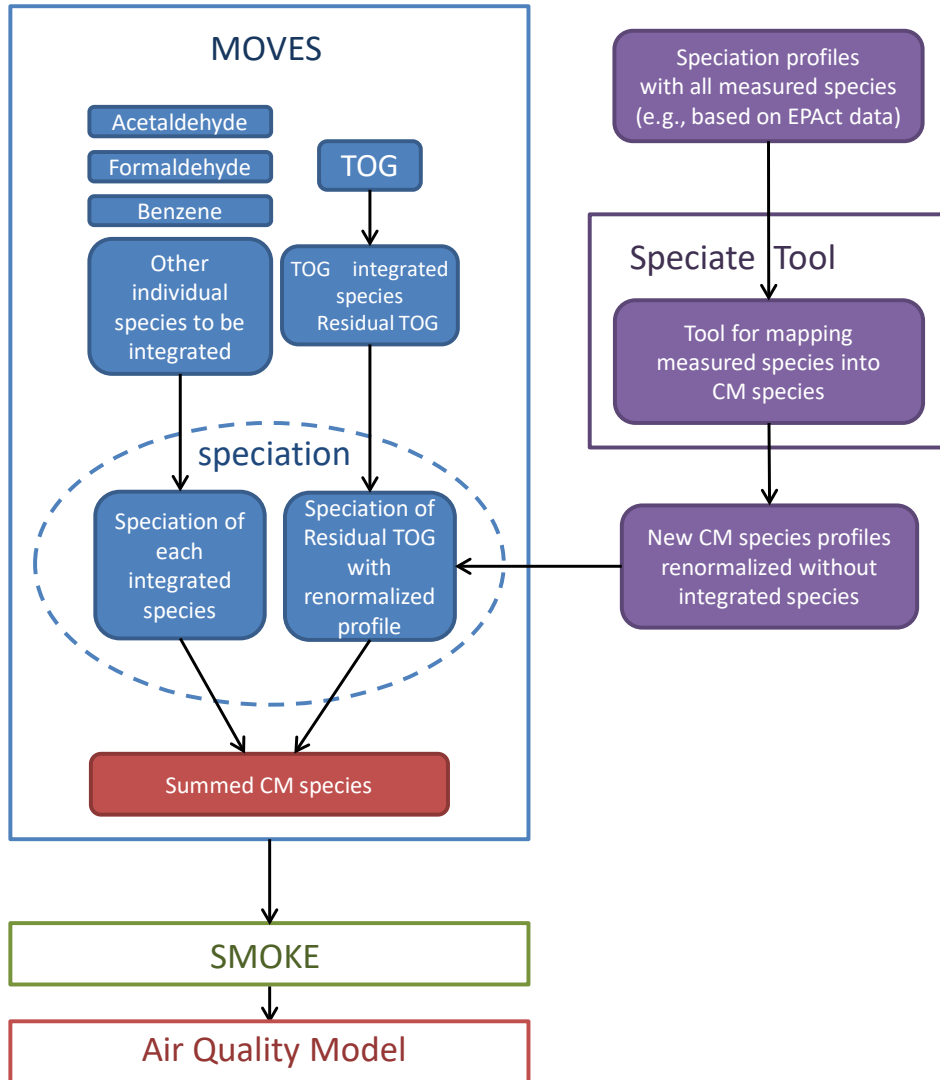 MOVES
Acetaldehyde
Formaldehyde
Benzene
Other
individual
species to be
integrated
TOG
TOG integrated
species
Residual TOG
speciation
Speciation of
each
integrated
species
Speciation of
Residual TOG
with
renormalized
profile
Summed CM species
SMOKE
Air Quality Model
Speciation profiles
with all measured species
(e.g., based on EPAct data)
Speciate Tool
Tool for mapping
measured species into
CM species
New CM species profiles
renormalized without
integrated species